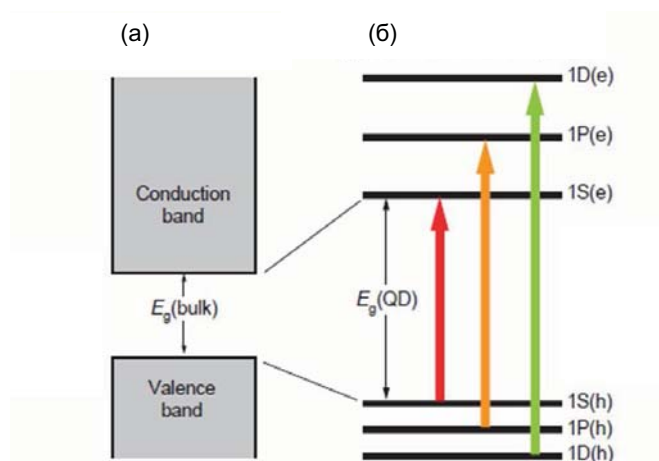 (а)
(б)
Conduction
band
E_g(bulk)
Valence
band
1D(e)
1P(e)
1S(e)
E_g(QD)
1S(h)
1P(h)
1D(h)